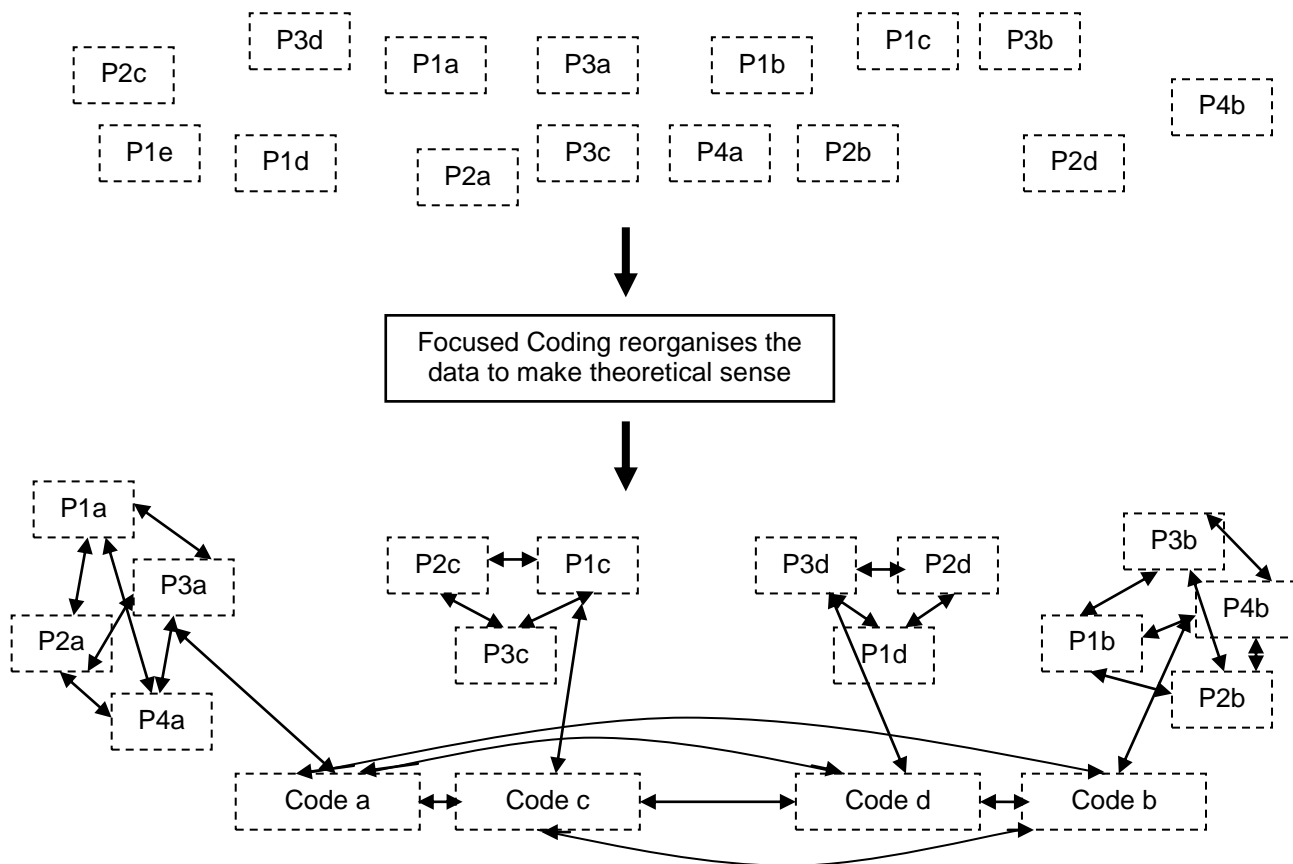 P3d
P1c
P3b
P2c
P1a
P3a
P1b
P4b
P1e
P1d
P2a
P3c
P4a
P2b
P2d
Focused Coding reorganises the
data to make theoretical sense
P1a
P3a
P2a
P4a
P2c
P1c
P3c
P3d
P2d
P1d
P3b
P4b
P1b
P2b
Code a
Code c
Code d
Code b